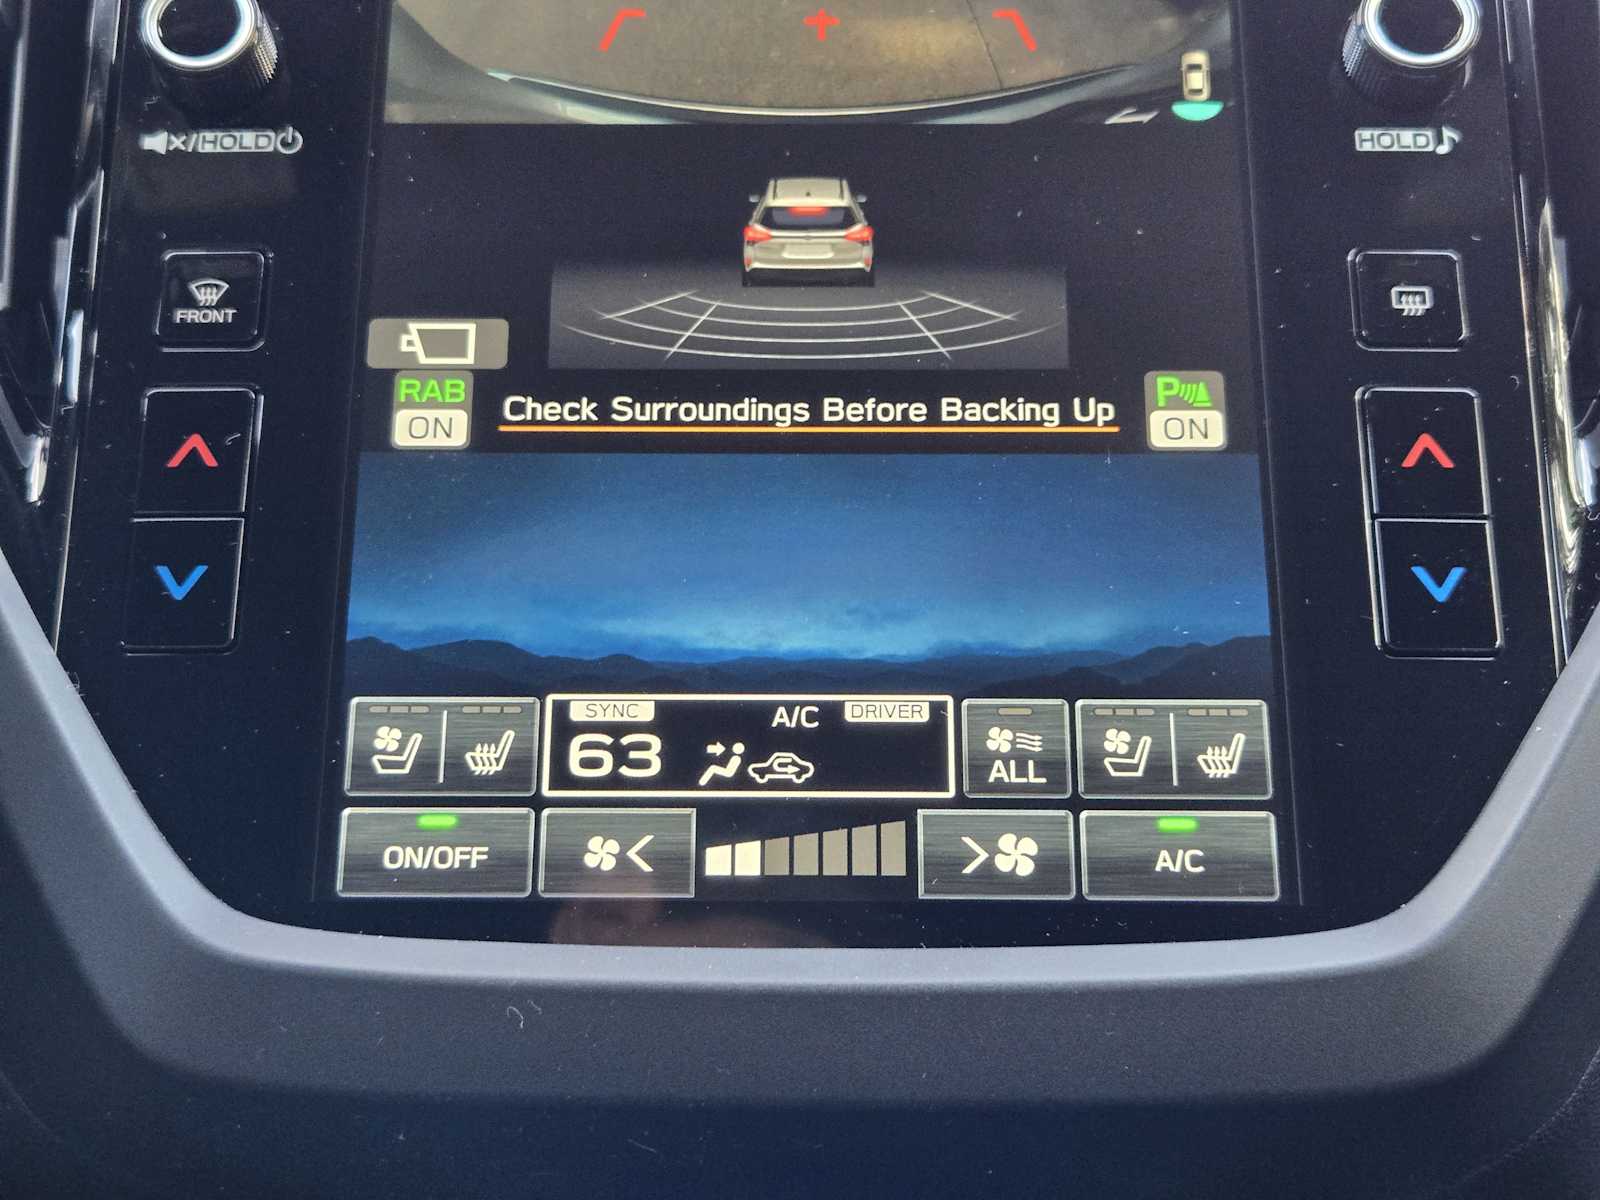 HOLD
HOLD
FRONT
RAB
ON
Check Surroundings Before Backing Up
P
ON
SYNC
A/C
DRIVER
63
ALL
ON/OFF
A/C